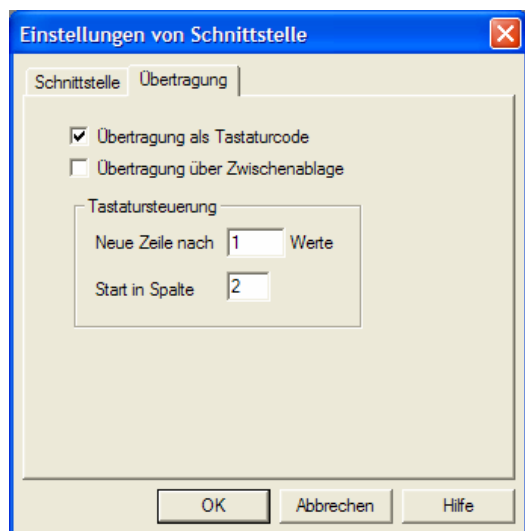 Einstellungen von Schnittstelle
Schnittstelle Übertragung
Übertragung als Tastaturcode
Übertragung über Zwischenablage
Tastatursteuerung
Neue Zeile nach 1 Werte
Start in Spalte 2
OK Abbrechen Hilfe